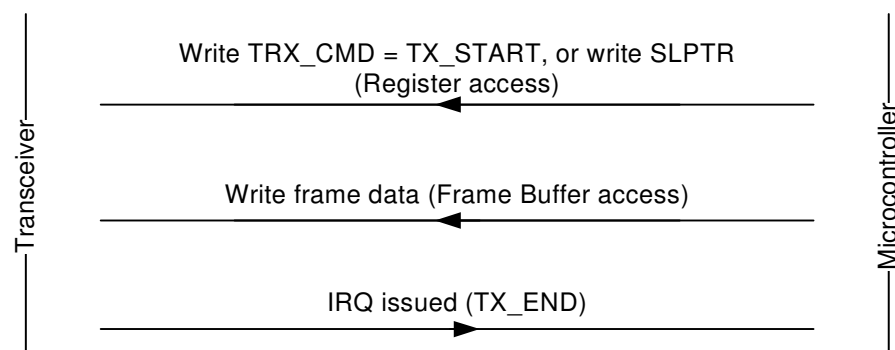 Write TRX_CMD = TX_START, or write SLPTR
(Register access)
Transceiver
Write frame data (Frame Buffer access)
Microcontroller
IRQ issued (TX_END)